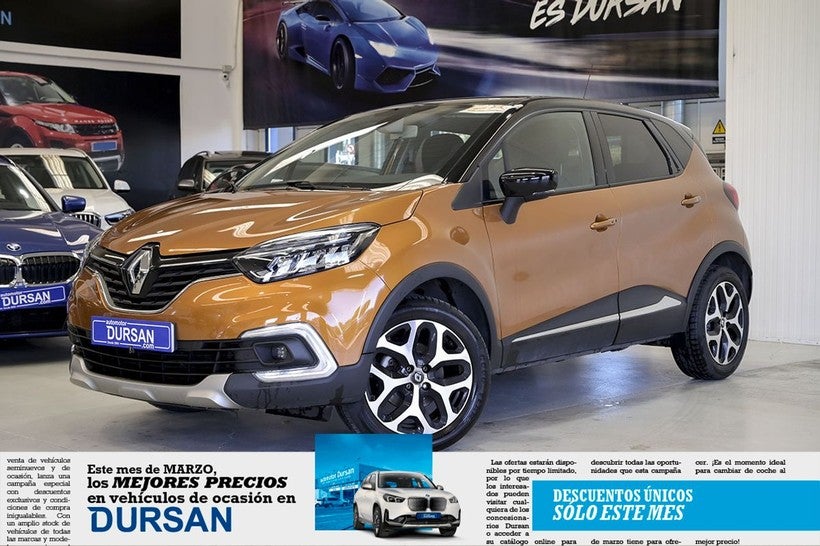 ES DURSAN
DURSAN
automotor
DURSAN
.com
venta de vehículos
seminuevos y de
ocasión, lanza una
campaña especial
con descuentos
exclusivos y condi-
ciones de compra
inigualables. Con
un amplio stock de
vehículos de todas
las marcas y mode-
Este mes de MARZO,
los MEJORES PRECIOS
en vehículos de ocasión en
DURSAN
automotor Dursan
Las ofertas estarán dispo-
nibles por tiempo limitado,
por lo que
los interesa-
dos pueden
visitar cual-
quiera de los
concesiona-
rios Dursan
o acceder a
su catálogo online para
descubrir todas las oportu-
nidades que esta campaña
de marzo tiene para ofre-
cer. ¡Es el momento ideal
para cambiar de coche al
mejor precio!
DESCUENTOS ÚNICOS
SÓLO ESTE MES